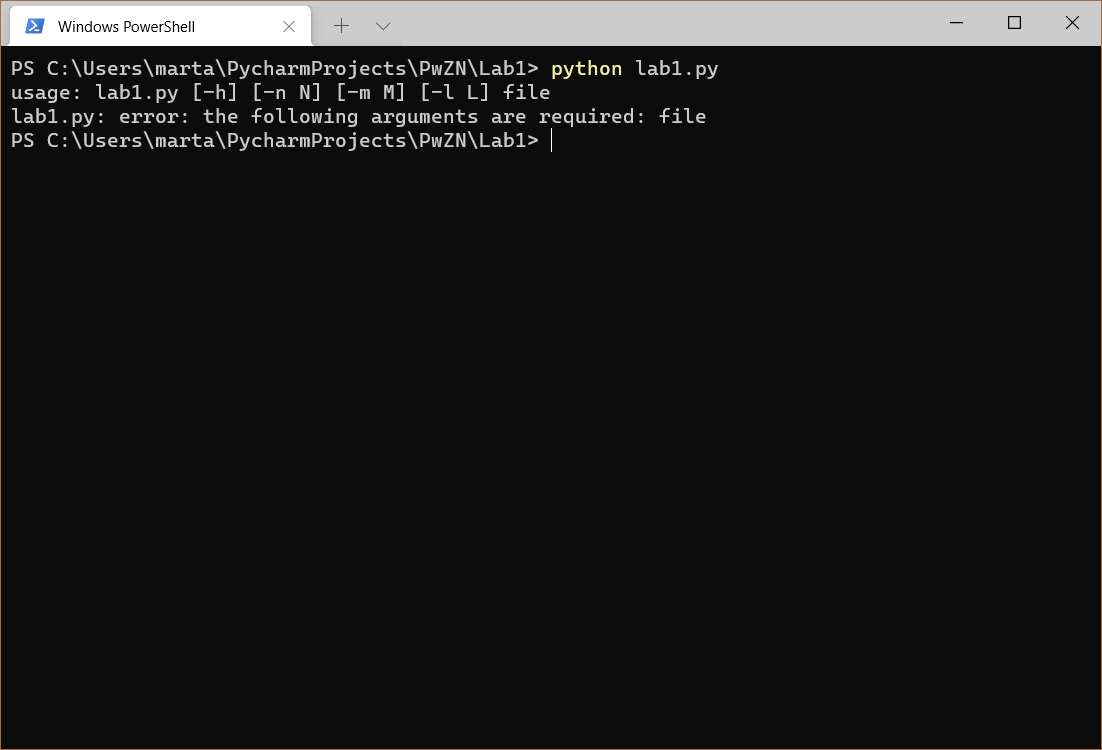 Windows PowerShell
PS C:\Users\marta\PycharmProjects\PwZN\Lab1> python lab1.py
usage: lab1.py [-h] [-n N] [-m M] [-l L] file
lab1.py: error: the following arguments are required: file
PS C:\Users\marta\PycharmProjects\PwZN\Lab1>